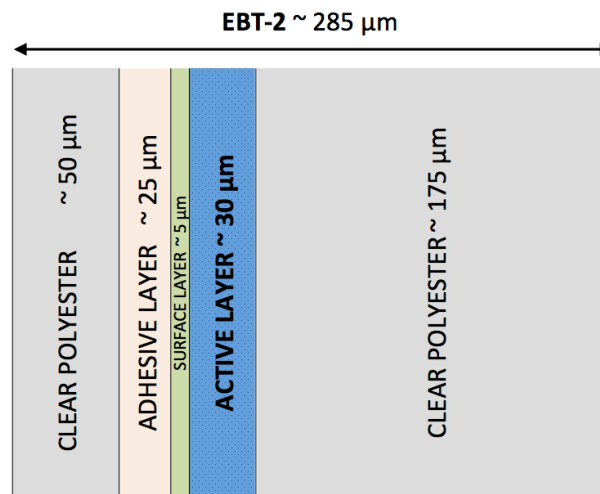 EBT-2 ~ 285 µm
CLEAR POLYESTER ~ 50 µm
ADHESIVE LAYER ~ 25 µm
SURFACE LAYER ~ 5 µm
ACTIVE LAYER ~ 30 µm
CLEAR POLYESTER~ 175 µm